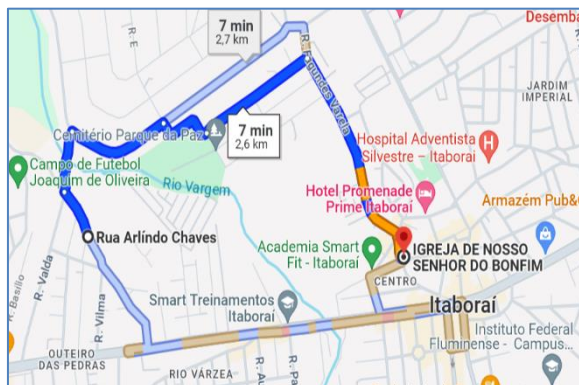 Desemba
7 min
2,7 km
R. E
R. Fagundes Varela
JARDIM
IMPERIAL
7 min
2,6 km
Cemitério Parque da Paz
Hospital Adventista
Silvestre – Itaboraí
Campo de Futebol
Joaquim de Oliveira
Rio Vargem
Hotel Promenade
Prime Itaboraí
Armazém Pub&G
Rua Arlíndo Chaves
Academia Smart
Fit - Itaboraí
IGREJA DE NOSSO
SENHOR DO BONFIM
CENTRO
R. Valda
R. Basílio
R. Vilma
Smart Treinamentos
Itaboraí
Itaboraí
OUTEIRO
DAS PEDRAS
RIO VÁRZEA
R. Au
R. Pa
Instituto Federal
Fluminense - Campus...